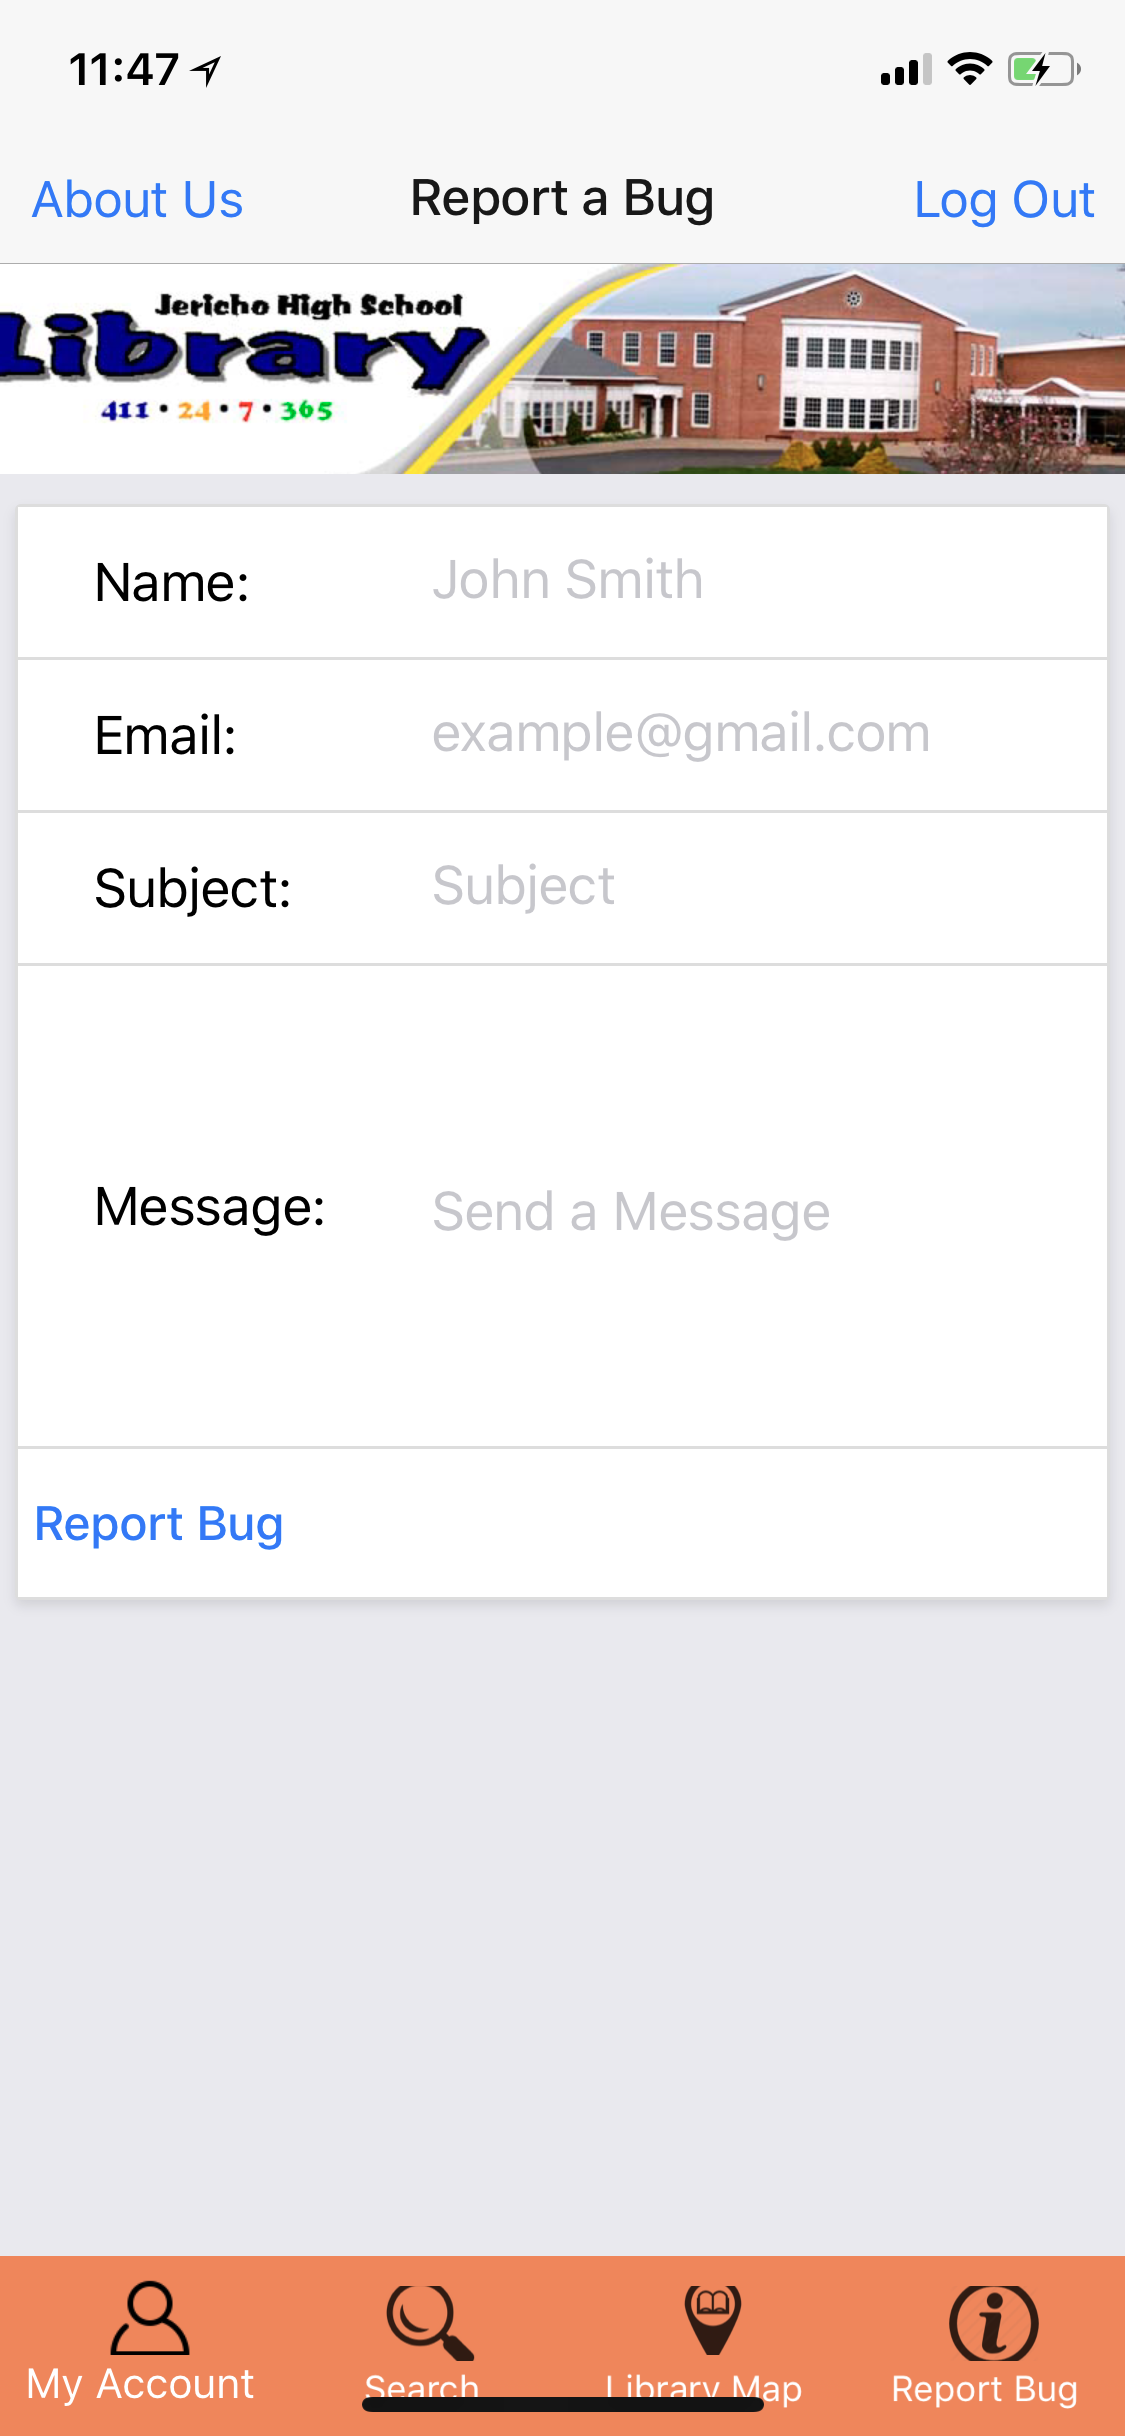 11:47
About Us Report a Bug Log Out
Jericho High School
Library
411 • 24 • 7 • 365
Name: John Smith
Email: example@gmail.com
Subject: Subject
Message: Send a Message
Report Bug
My Account Search Library Map Report Bug